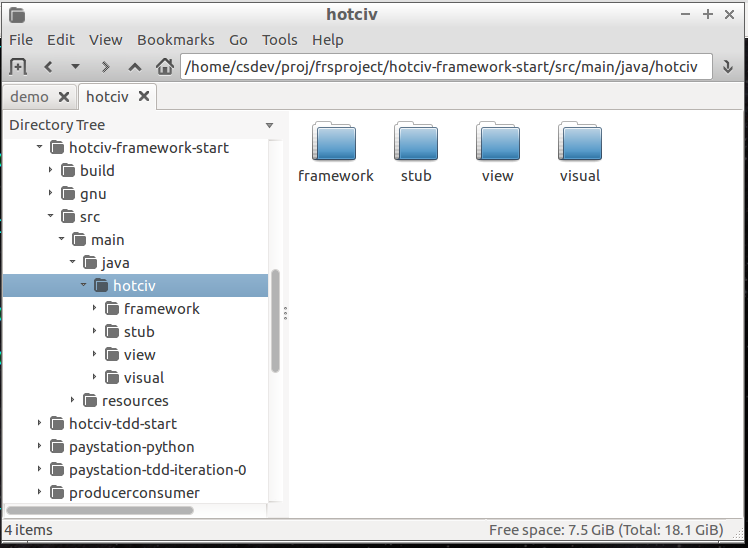 hotciv
File Edit View Bookmarks Go Tools Help
/home/csdev/proj/frsproject/hotciv-framework-start/src/main/java/hotciv
demo hotciv
Directory Tree
hotciv-framework-start
build
gnu
src
main
java
hotciv
framework
stub
view
visual
resources
hotciv-tdd-start
paystation-python
paystation-tdd-iteration-0
producerconsumer
framework stub view visual
4 items Free space: 7.5 GiB (Total: 18.1 GiB)